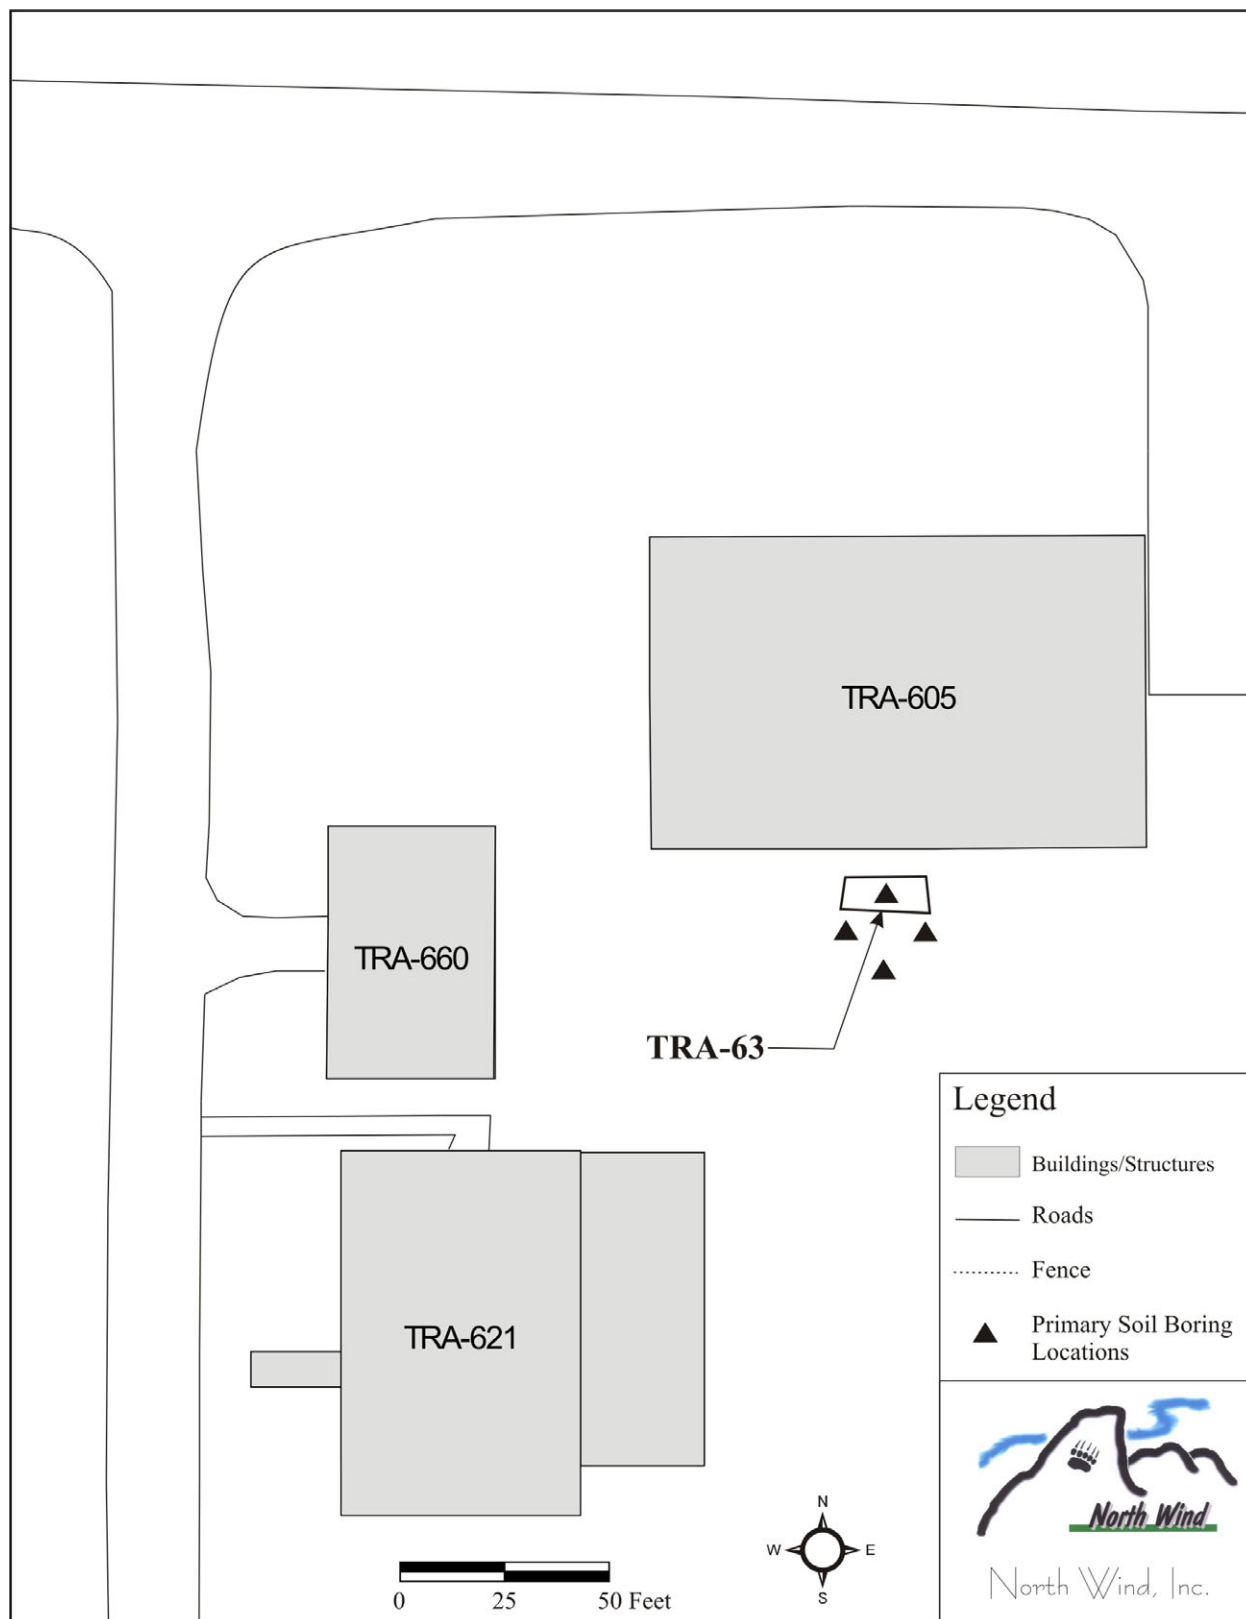 TRA-605
TRA-660
TRA-63
Legend
Buildings/Structures
Roads
Fence
Primary Soil Boring
Locations
TRA-621
North Wind
North Wind, Inc.
N
W E
S
0 25 50 Feet